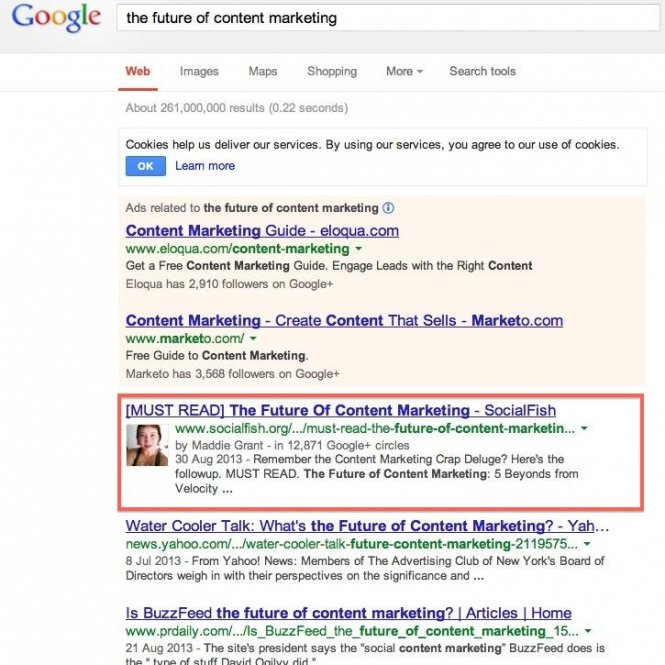 Google
the future of content marketing
Web Images Maps Shopping More Search tools
About 261,000,000 results (0.22 seconds)
Cookies help us deliver our services. By using our services, you agree to our use of cookies.
OK Learn more
Ads related to the future of content marketing
Content Marketing Guide - eloqua.com
www.eloqua.com/content-marketing
Get a Free Content Marketing Guide. Engage Leads with the Right Content
Eloqua has 2,910 followers on Google+
Content Marketing - Create Content That Sells - Marketo.com
www.marketo.com/
Free Guide to Content Marketing.
Marketo has 3,568 followers on Google+
[MUST READ] The Future Of Content Marketing - SocialFish
www.socialfish.org/.../must-read-the-future-of-content-marketin...
by Maddie Grant - in 12,871 Google+ circles
30 Aug 2013 - Remember the Content Marketing Crap Deluge? Here's the
followup. MUST READ. The Future of Content Marketing: 5 Beyonds from
Velocity ...
Water Cooler Talk: What's the Future of Content Marketing? - Yah...
news.yahoo.com/.../water-cooler-talk-future-content-marketing-2119575...
8 Jul 2013 - From Yahoo! News: Members of The Advertising Club of New York's Board of
Directors weigh in with their perspectives on the significance and ...
Is BuzzFeed the future of content marketing? | Articles | Home
www.prdaily.com/.../Is_BuzzFeed_the_future_of_content_marketing_15...
21 Aug 2013 - The site's president says the "social content marketing" BuzzFeed does is
the " type of stuff David Ogilvy did."